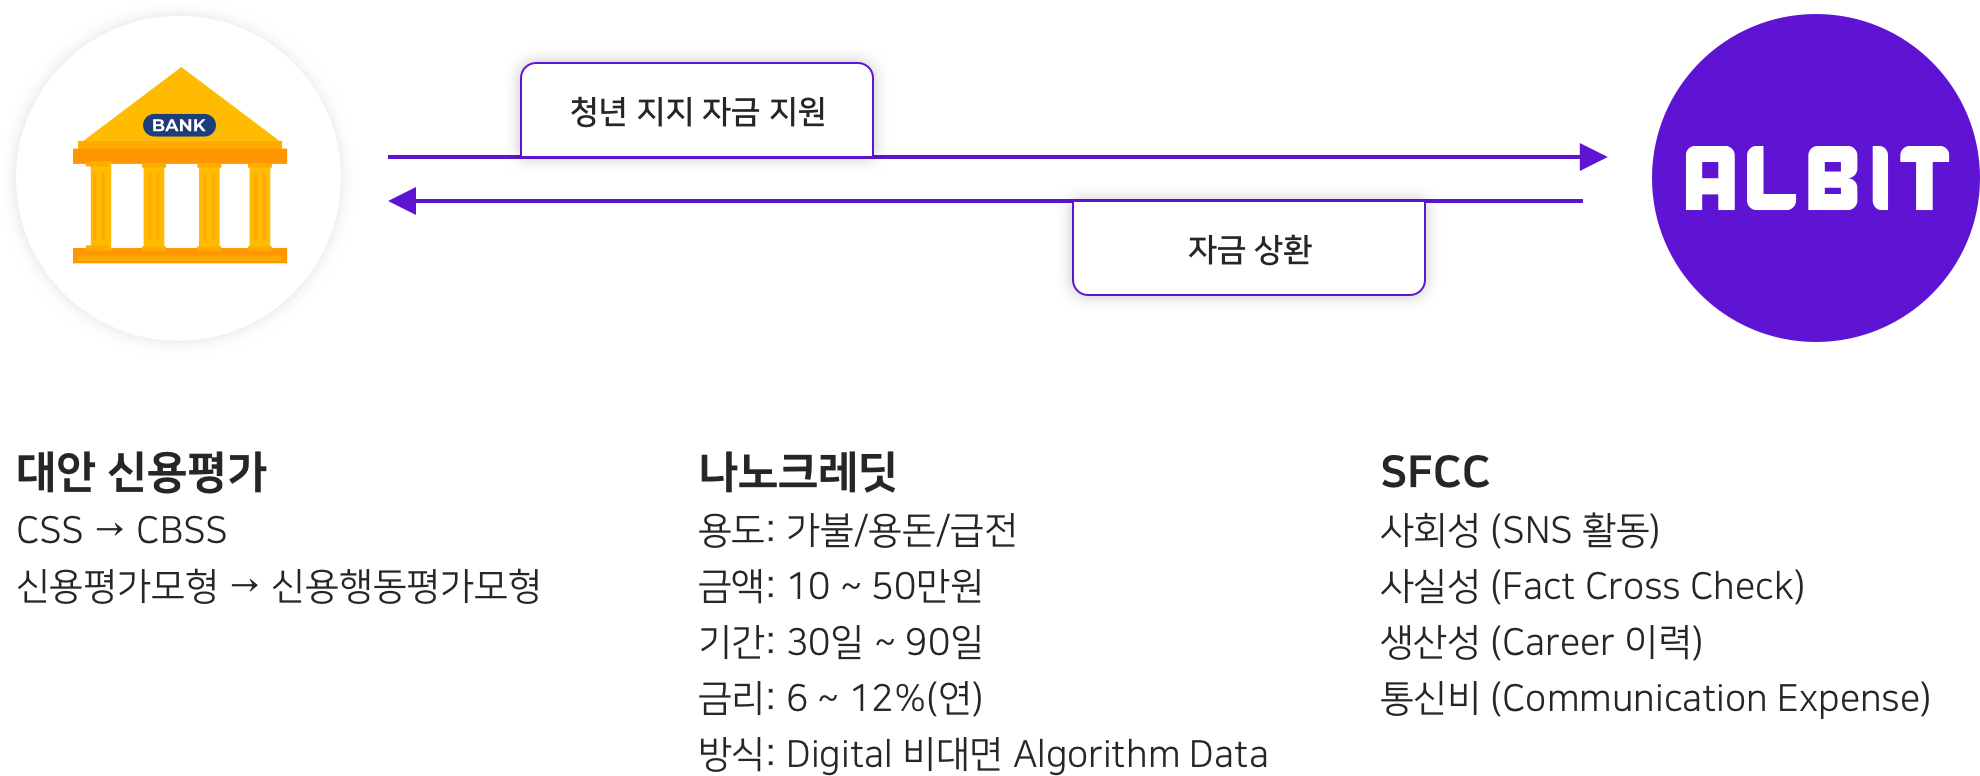 BANK
청년 지지 자금 지원
ALBIT
자금 상환
대안 신용평가
CSS → CBSS
신용평가모형 → 신용행동평가모형
나노크레딧
용도: 가불/용돈/급전
금액: 10 ~ 50만원
기간: 30일 ~ 90일
금리: 6 ~ 12%(연)
방식: Digital 비대면 Algorithm Data
SFCC
사회성 (SNS 활동)
사실성 (Fact Cross Check)
생산성 (Career 이력)
통신비 (Communication Expense)